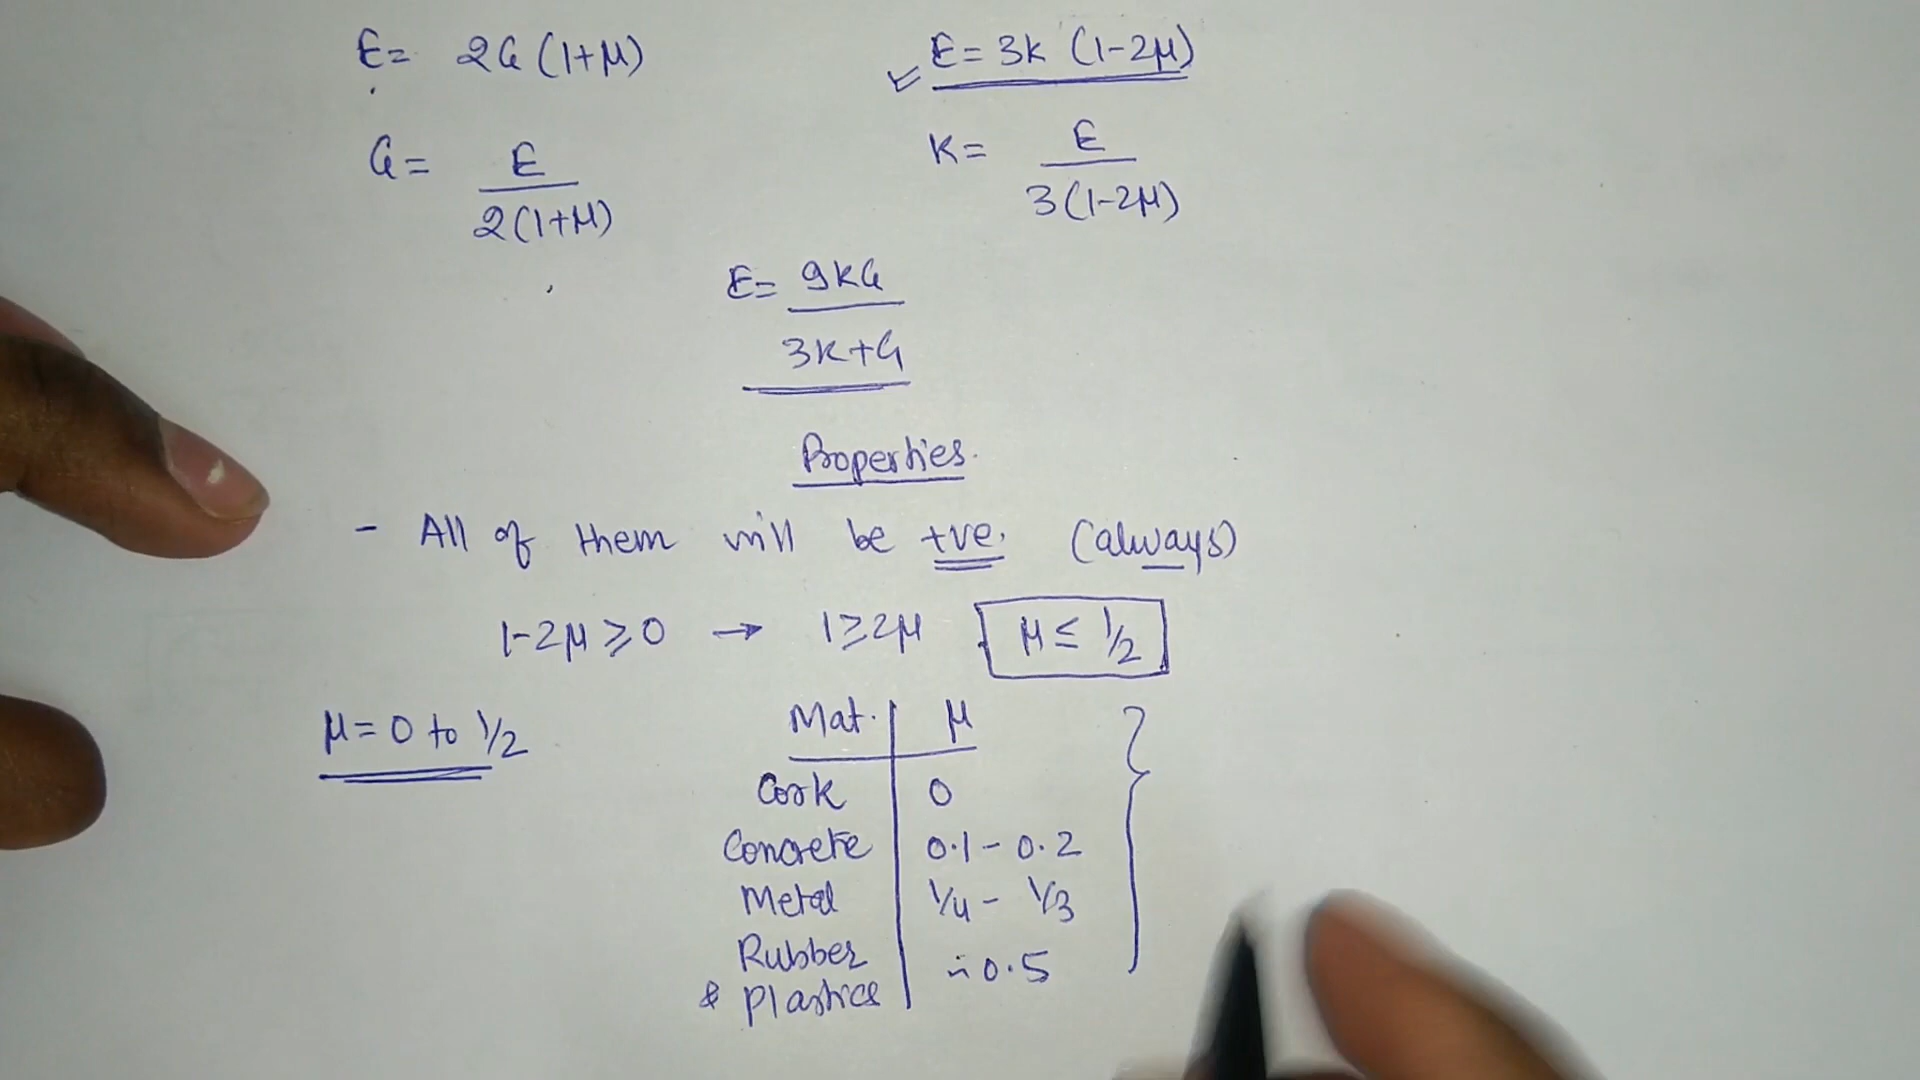 E= 2G (1+μ)
E= 3K (1-2μ)
G= E
2(1+μ)
K= E
3(1-2μ)
E= 9KG
3K+G
Properties.
- All of them will be +ve. (always)
1-2μ ≥ 0 → 1≥2μ μ ≤ 1/2
μ= 0 to 1/2
Mat. μ
Cork 0
Concrete 0.1 - 0.2
Metal 1/4 - 1/3
Rubber
& Plastics ~0.5